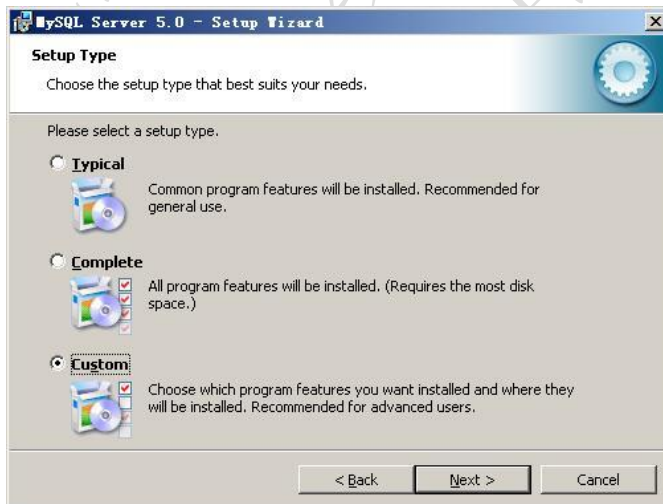 MySQL Server 5.0 - Setup Wizard
Setup Type
Choose the setup type that best suits your needs.
Please select a setup type.
Typical
Common program features will be installed. Recommended for
general use.
Complete
All program features will be installed. (Requires the most disk
space.)
Custom
Choose which program features you want installed and where they
will be installed. Recommended for advanced users.
< Back
Next >
Cancel